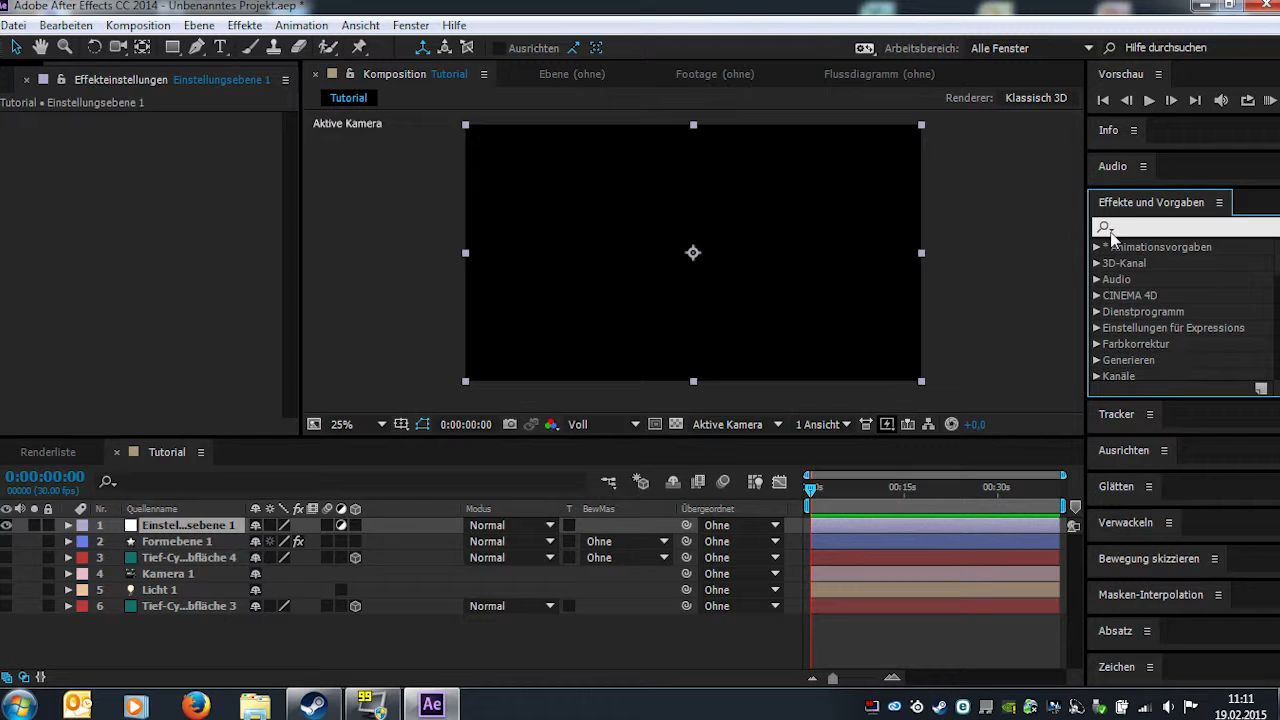 Adobe After Effects CC 2014 - Unbenanntes Projekt.aep *
Datei Bearbeiten Komposition Ebene Effekte Animation Ansicht Fenster Hilfe
Ausrichten Arbeitsbereich: Alle Fenster Hilfe durchsuchen
Effekteinstellungen Einstellungsebene 1
Tutorial • Einstellungsebene 1
Komposition Tutorial Ebene (ohne) Footage (ohne) Flussdiagramm (ohne)
Tutorial Renderer: Klassisch 3D
Aktive Kamera
Vorschau
Info
Audio
Effekte und Vorgaben
* Animationsvorgaben
3D-Kanal
Audio
CINEMA 4D
Dienstprogramm
Einstellungen für Expressions
Farbkorrektur
Generieren
Kanäle
Tracker
Ausrichten
Glätten
Verwackeln
Bewegung skizzieren
Masken-Interpolation
Absatz
Zeichen
25% 0:00:00:00 Voll Aktive Kamera 1 Ansicht +0,0
Renderliste Tutorial
0:00:00:00
00000 (30.00 fps)
00:15s 00:30s
Nr. Quellenname fx Modus T BewMas Übergeordnet
1 Einstel...sebene 1 Normal Ohne
2 Formebene 1 fx Normal Ohne Ohne
3 Tief-Cy...bfläche 4 Normal Ohne Ohne
4 Kamera 1 Ohne
5 Licht 1 Ohne
6 Tief-Cy...bfläche 3 Normal Ohne
99 Ae
11:11
19.02.2015